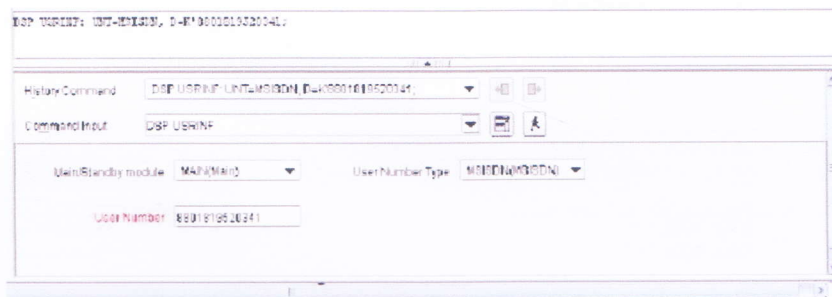 DSP USRINF: UNT=MSISDN, D=K'8801819520341;
History Command DSP USRINF: UNT=MSISDN, D=K'8801819520341;
Command Input DSP USRINF
Main/Standby module MAIN(Main) User Number Type MSISDN(MSISDN)
User Number 8801819520341